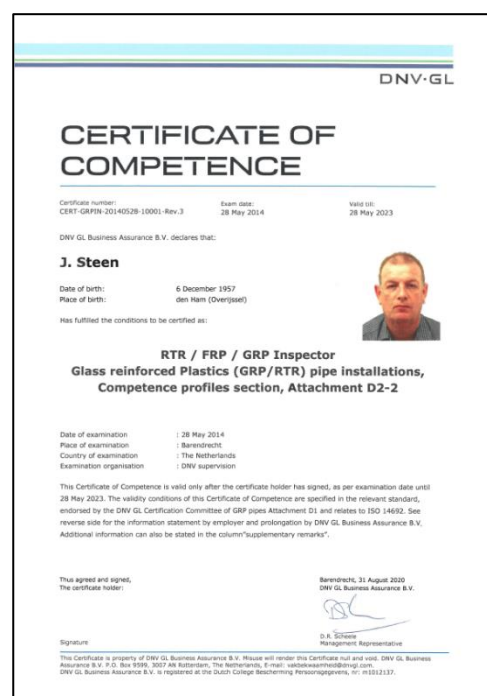 DNV·GL
CERTIFICATE OF
COMPETENCE
Certificate number:
CERT-GRPIN-20140528-10001-Rev.3
Exam date:
28 May 2014
Valid till:
28 May 2023
DNV GL Business Assurance B.V. declares that:
J. Steen
Date of birth: 6 December 1957
Place of birth: den Ham (Overijssel)
Has fulfilled the conditions to be certified as:
RTR / FRP / GRP Inspector
Glass reinforced Plastics (GRP/RTR) pipe installations,
Competence profiles section, Attachment D2-2
Date of examination : 28 May 2014
Place of examination : Barendrecht
Country of examination : The Netherlands
Examination organisation : DNV supervision
This Certificate of Competence is valid only after the certificate holder has signed, as per examination date until
28 May 2023. The validity conditions of this Certificate of Competence are specified in the relevant standard,
endorsed by the DNV GL Certification Committee of GRP pipes Attachment D1 and relates to ISO 14692. See
reverse side for the information statement by employer and prolongation by DNV GL Business Assurance B.V.
Additional information can also be stated in the column"supplementary remarks".
Thus agreed and signed,
The certificate holder:
Barendrecht, 31 August 2020
DNV GL Business Assurance B.V.
Signature
D.R. Scheele
Management Representative
This Certificate is property of DNV GL Business Assurance B.V. Misuse will render this Certificate null and void. DNV GL Business
Assurance B.V. P.O. Box 9599, 3007 AN Rotterdam, The Netherlands, E-mail: vakbekwaamheid@dnvgl.com.
DNV GL Business Assurance B.V. is registered at the Dutch College Bescherming Persoonsgegevens, nr: m1012137.